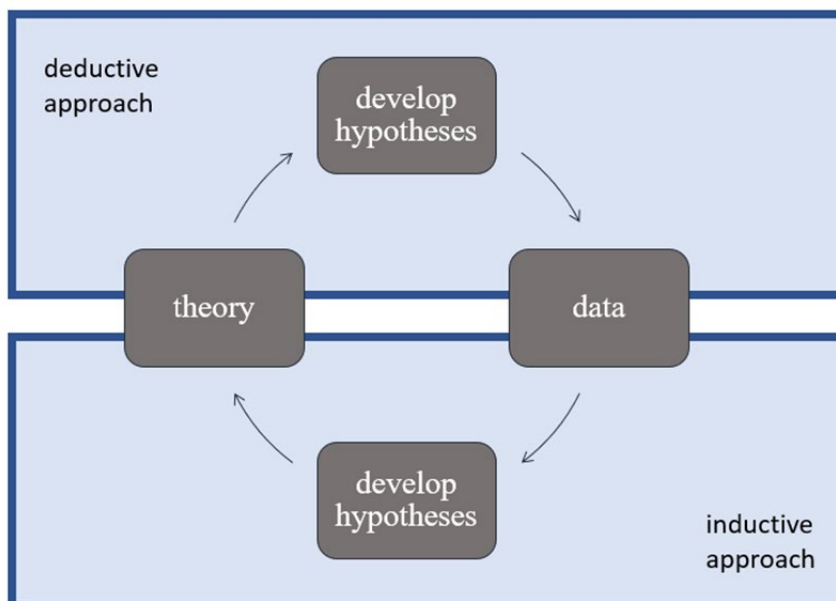 deductive
approach
develop
hypotheses
theory
data
develop
hypotheses
inductive
approach